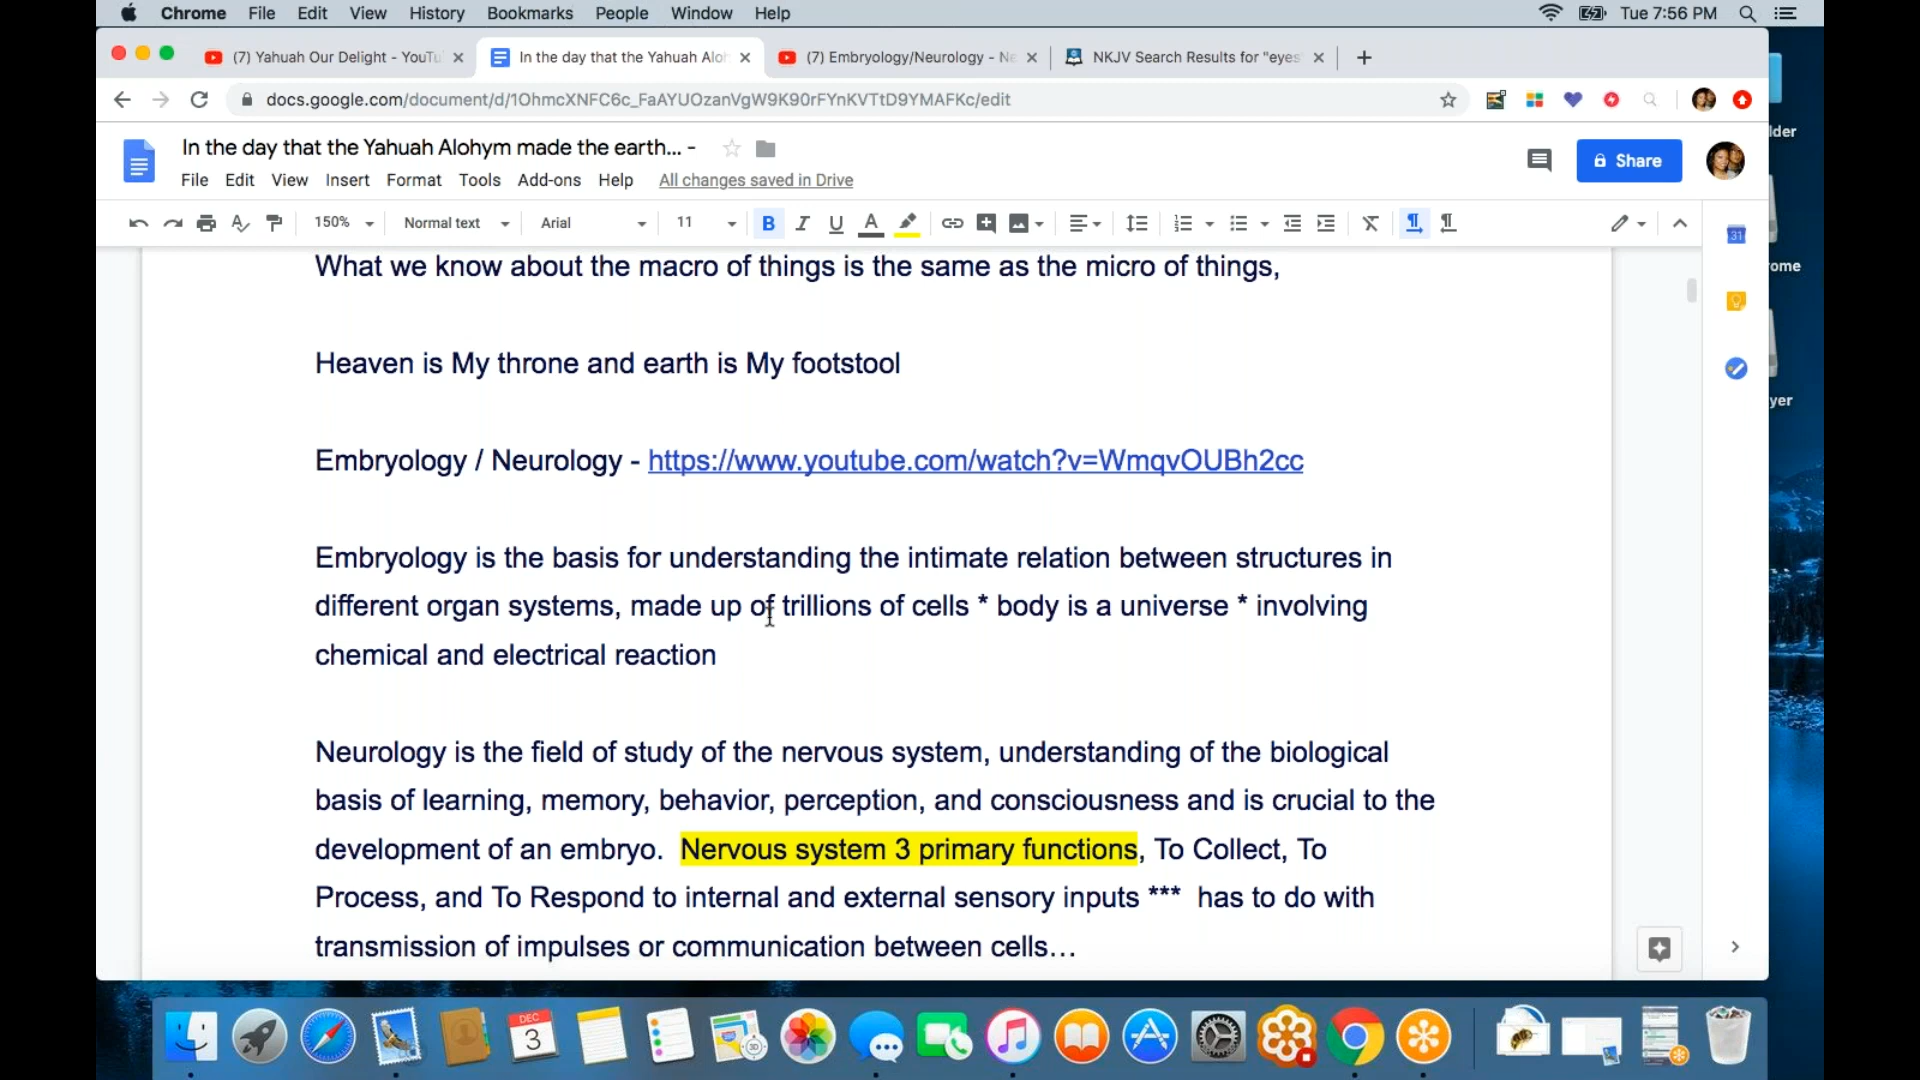 Chrome File Edit View History Bookmarks People Window Help Tue 7:56 PM
(7) Yahuah Our Delight - YouTu
In the day that the Yahuah Aloh
(7) Embryology/Neurology - Ne
NKJV Search Results for "eyes"
docs.google.com/document/d/1OhmcXNFC6c_FaAYUOzanVgW9K90rFYnKVTtD9YMAFKc/edit
In the day that the Yahuah Alohym made the earth... -
File Edit View Insert Format Tools Add-ons Help All changes saved in Drive
Share
150% Normal text Arial 11
What we know about the macro of things is the same as the micro of things,
Heaven is My throne and earth is My footstool
Embryology / Neurology - https://www.youtube.com/watch?v=WmqvOUBh2cc
Embryology is the basis for understanding the intimate relation between structures in
different organ systems, made up of trillions of cells * body is a universe * involving
chemical and electrical reaction
Neurology is the field of study of the nervous system, understanding of the biological
basis of learning, memory, behavior, perception, and consciousness and is crucial to the
development of an embryo.  Nervous system 3 primary functions, To Collect, To
Process, and To Respond to internal and external sensory inputs ***  has to do with
transmission of impulses or communication between cells…
lder
ome
yer
31
DEC
3